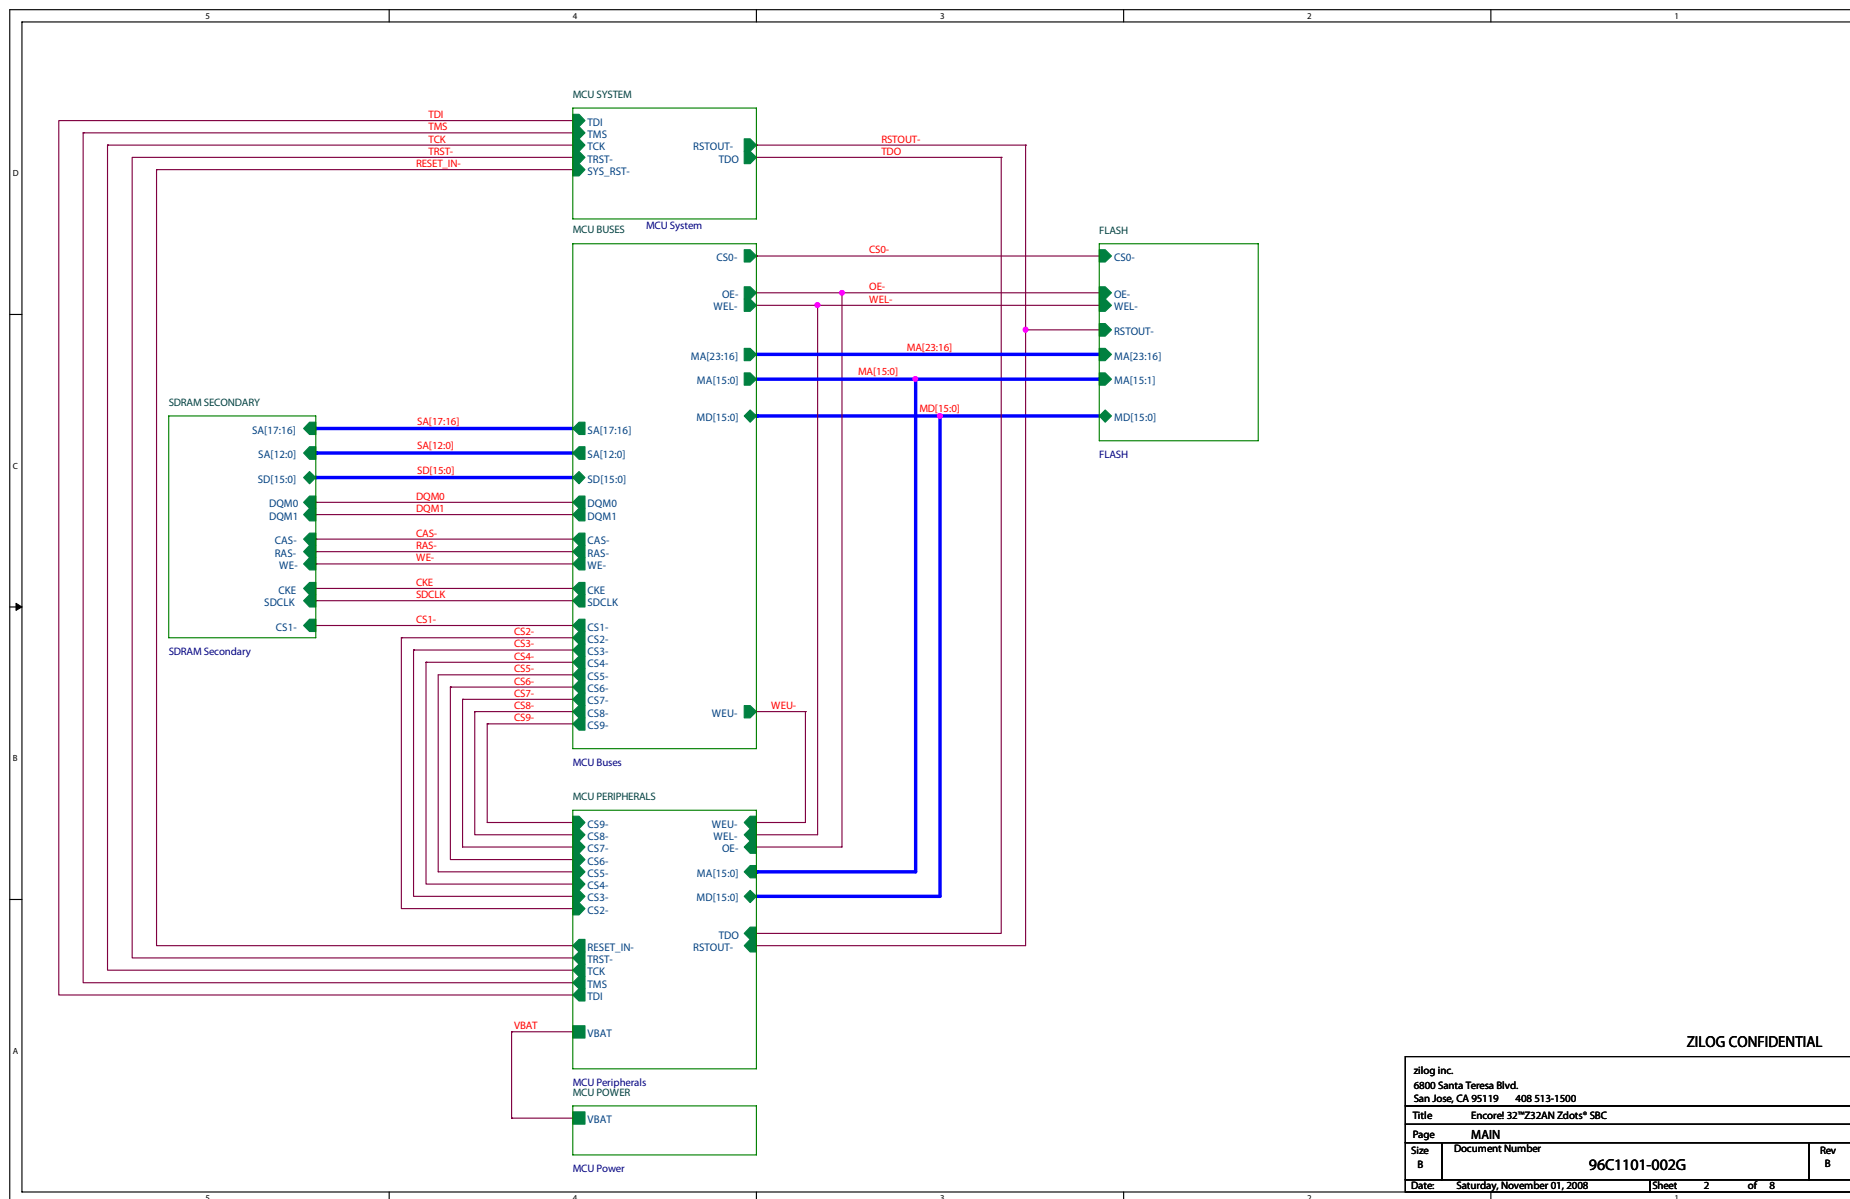 5 4 3 2 1
D
C
B
A
MCU SYSTEM
TDI
TMS
TCK
TRST-
RESET_IN-
TDI
TMS
TCK
TRST-
SYS_RST-
RSTOUT-
TDO
RSTOUT-
TDO
MCU System
MCU BUSES
CS0-
OE-
WEL-
MA[23:16]
MA[15:0]
MD[15:0]
CS0-
OE-
WEL-
MA[23:16]
MA[15:0]
MD[15:0]
FLASH
CS0-
OE-
WEL-
RSTOUT-
MA[23:16]
MA[15:1]
MD[15:0]
FLASH
SDRAM SECONDARY
SA[17:16]
SA[12:0]
SD[15:0]
DQM0
DQM1
CAS-
RAS-
WE-
CKE
SDCLK
CS1-
SDRAM Secondary
SA[17:16]
SA[12:0]
SD[15:0]
DQM0
DQM1
CAS-
RAS-
WE-
CKE
SDCLK
CS1-
CS2-
CS3-
CS4-
CS5-
CS6-
CS7-
CS8-
CS9-
SA[17:16]
SA[12:0]
SD[15:0]
DQM0
DQM1
CAS-
RAS-
WE-
CKE
SDCLK
CS1-
CS2-
CS3-
CS4-
CS5-
CS6-
CS7-
CS8-
CS9-
WEU-
WEU-
MCU Buses
MCU PERIPHERALS
CS9-
CS8-
CS7-
CS6-
CS5-
CS4-
CS3-
CS2-
RESET_IN-
TRST-
TCK
TMS
TDI
VBAT
VBAT
WEU-
WEL-
OE-
MA[15:0]
MD[15:0]
TDO
RSTOUT-
MCU Peripherals
MCU POWER
VBAT
MCU Power
ZILOG CONFIDENTIAL
zilog inc.
6800 Santa Teresa Blvd.
San Jose, CA 95119 408 513-1500
Title Encore! 32™Z32AN Zdots® SBC
Page MAIN
Size Document Number Rev
B 96C1101-002G B
Date: Saturday, November 01, 2008 Sheet 2 of 8
5 4 3 2 1